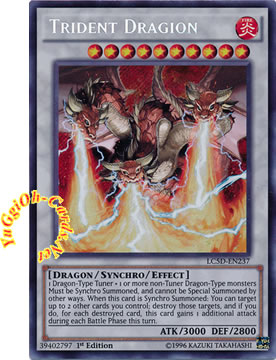 TRIDENT DRAGION
FIRE
炎
YuGiOh-Cards.Net
LC5D-EN237
[DRAGON/SYNCHRO/EFFECT]
1 Dragon-Type Tuner + 1 or more non-Tuner Dragon-Type monsters
Must be Synchro Summoned, and cannot be Special Summoned by
other ways. When this card is Synchro Summoned: You can target
up to 2 other cards you control; destroy those targets, and if you
do, for each destroyed card, this card gains 1 additional attack
during each Battle Phase this turn.
ATK/3000 DEF/2800
39402797 1st Edition ©1996 KAZUKI TAKAHASHI